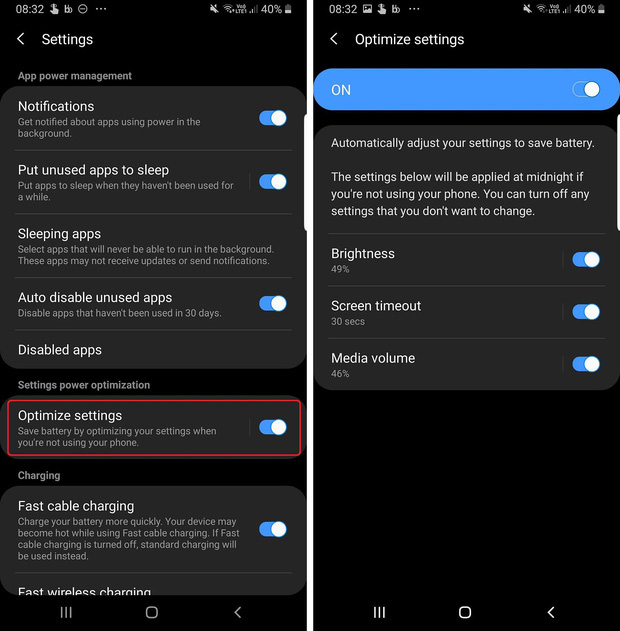 08:32
40%
Settings
App power management
Notifications
Get notified about apps using power in the
background.
Put unused apps to sleep
Put apps to sleep when they haven't been used for
a while.
Sleeping apps
Select apps that will never be able to run in the background.
These apps may not receive updates or send notifications.
Auto disable unused apps
Disable apps that haven't been used in 30 days.
Disabled apps
Settings power optimization
Optimize settings
Save battery by optimizing your settings when
you're not using your phone.
Charging
Fast cable charging
Charge your battery more quickly. Your device may
become hot while using Fast cable charging. If Fast
cable charging is turned off, standard charging will
be used instead.
Fast wireless charging
08:32
40%
Optimize settings
ON
Automatically adjust your settings to save battery.
The settings below will be applied at midnight if
you're not using your phone. You can turn off any
settings that you don't want to change.
Brightness
49%
Screen timeout
30 secs
Media volume
46%